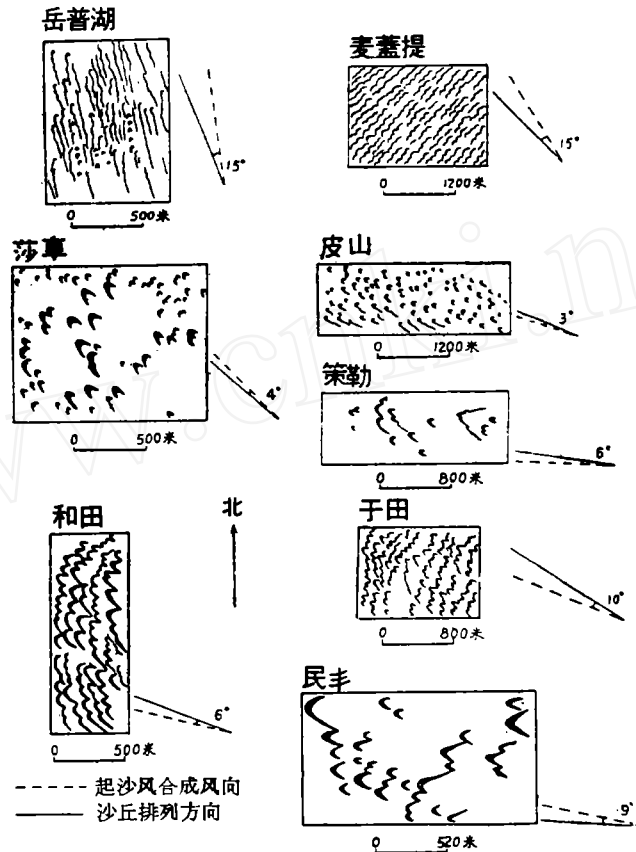 岳普湖
15°
0 500米
麦蓋提
15°
0 1200米
莎車
4°
0 500米
皮山
3°
0 1200米
策勒
6°
0 800米
和田
6°
0 500米
北
于田
10°
0 800米
民丰
9°
0 520米
起沙风合成风向
沙丘排列方向
www.cnki.n